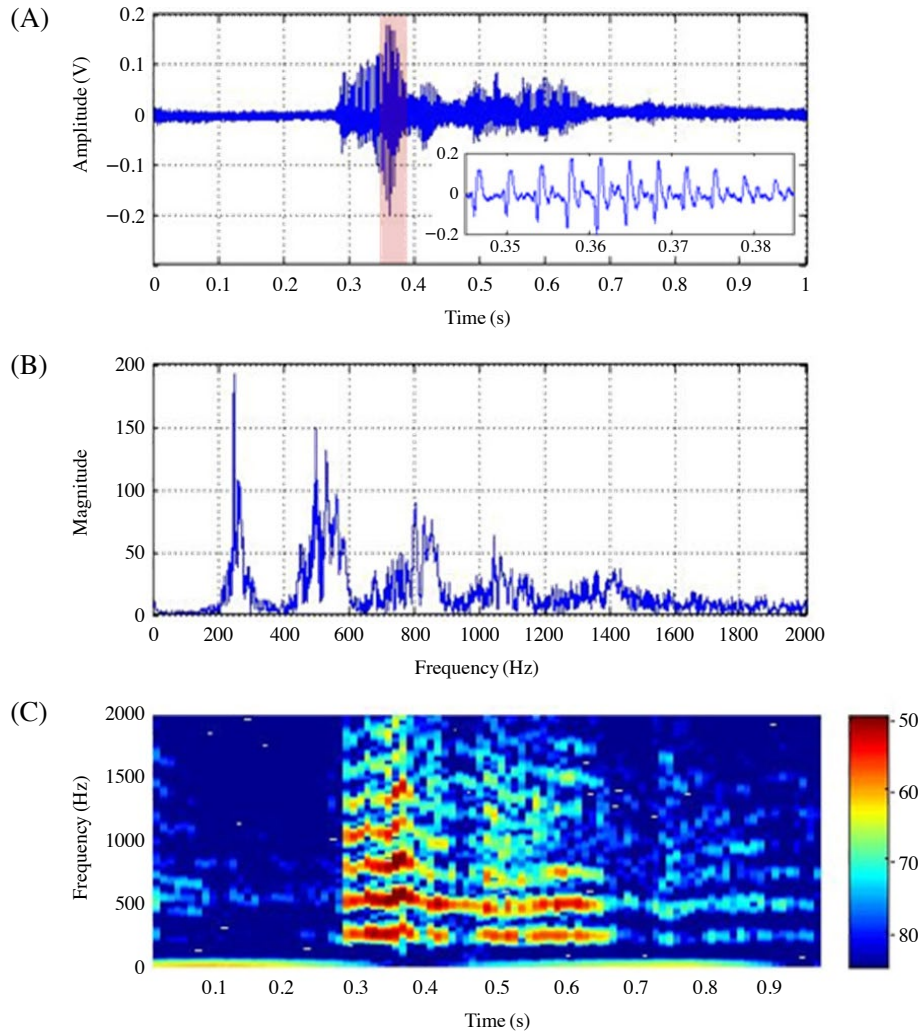 (A)
0.2
0.1
0
−0.1
−0.2
Amplitude (V)
0.2
0
−0.2
0.35 0.36 0.37 0.38
0 0.1 0.2 0.3 0.4 0.5 0.6 0.7 0.8 0.9 1
Time (s)
(B)
200
150
100
50
0
Magnitude
0 200 400 600 800 1000 1200 1400 1600 1800 2000
Frequency (Hz)
(C)
2000
1500
1000
500
0
Frequency (Hz)
0.1 0.2 0.3 0.4 0.5 0.6 0.7 0.8 0.9
Time (s)
50
60
70
80